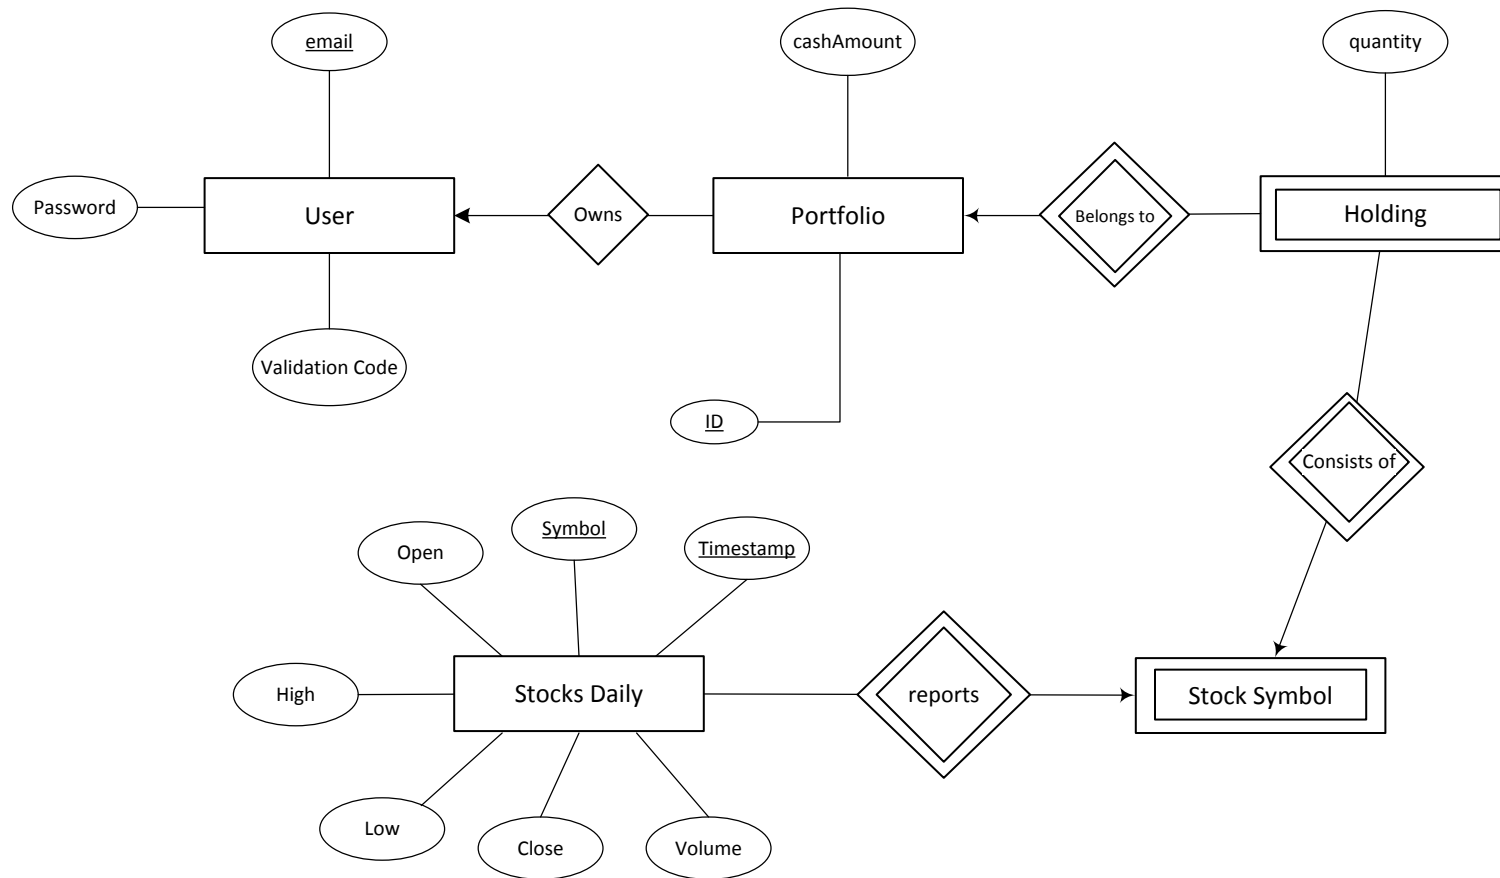 email
cashAmount
quantity
Password
User
Owns
Portfolio
Belongs to
Holding
Validation Code
ID
Consists of
Open
Symbol
Timestamp
High
Stocks Daily
reports
Stock Symbol
Low
Close
Volume